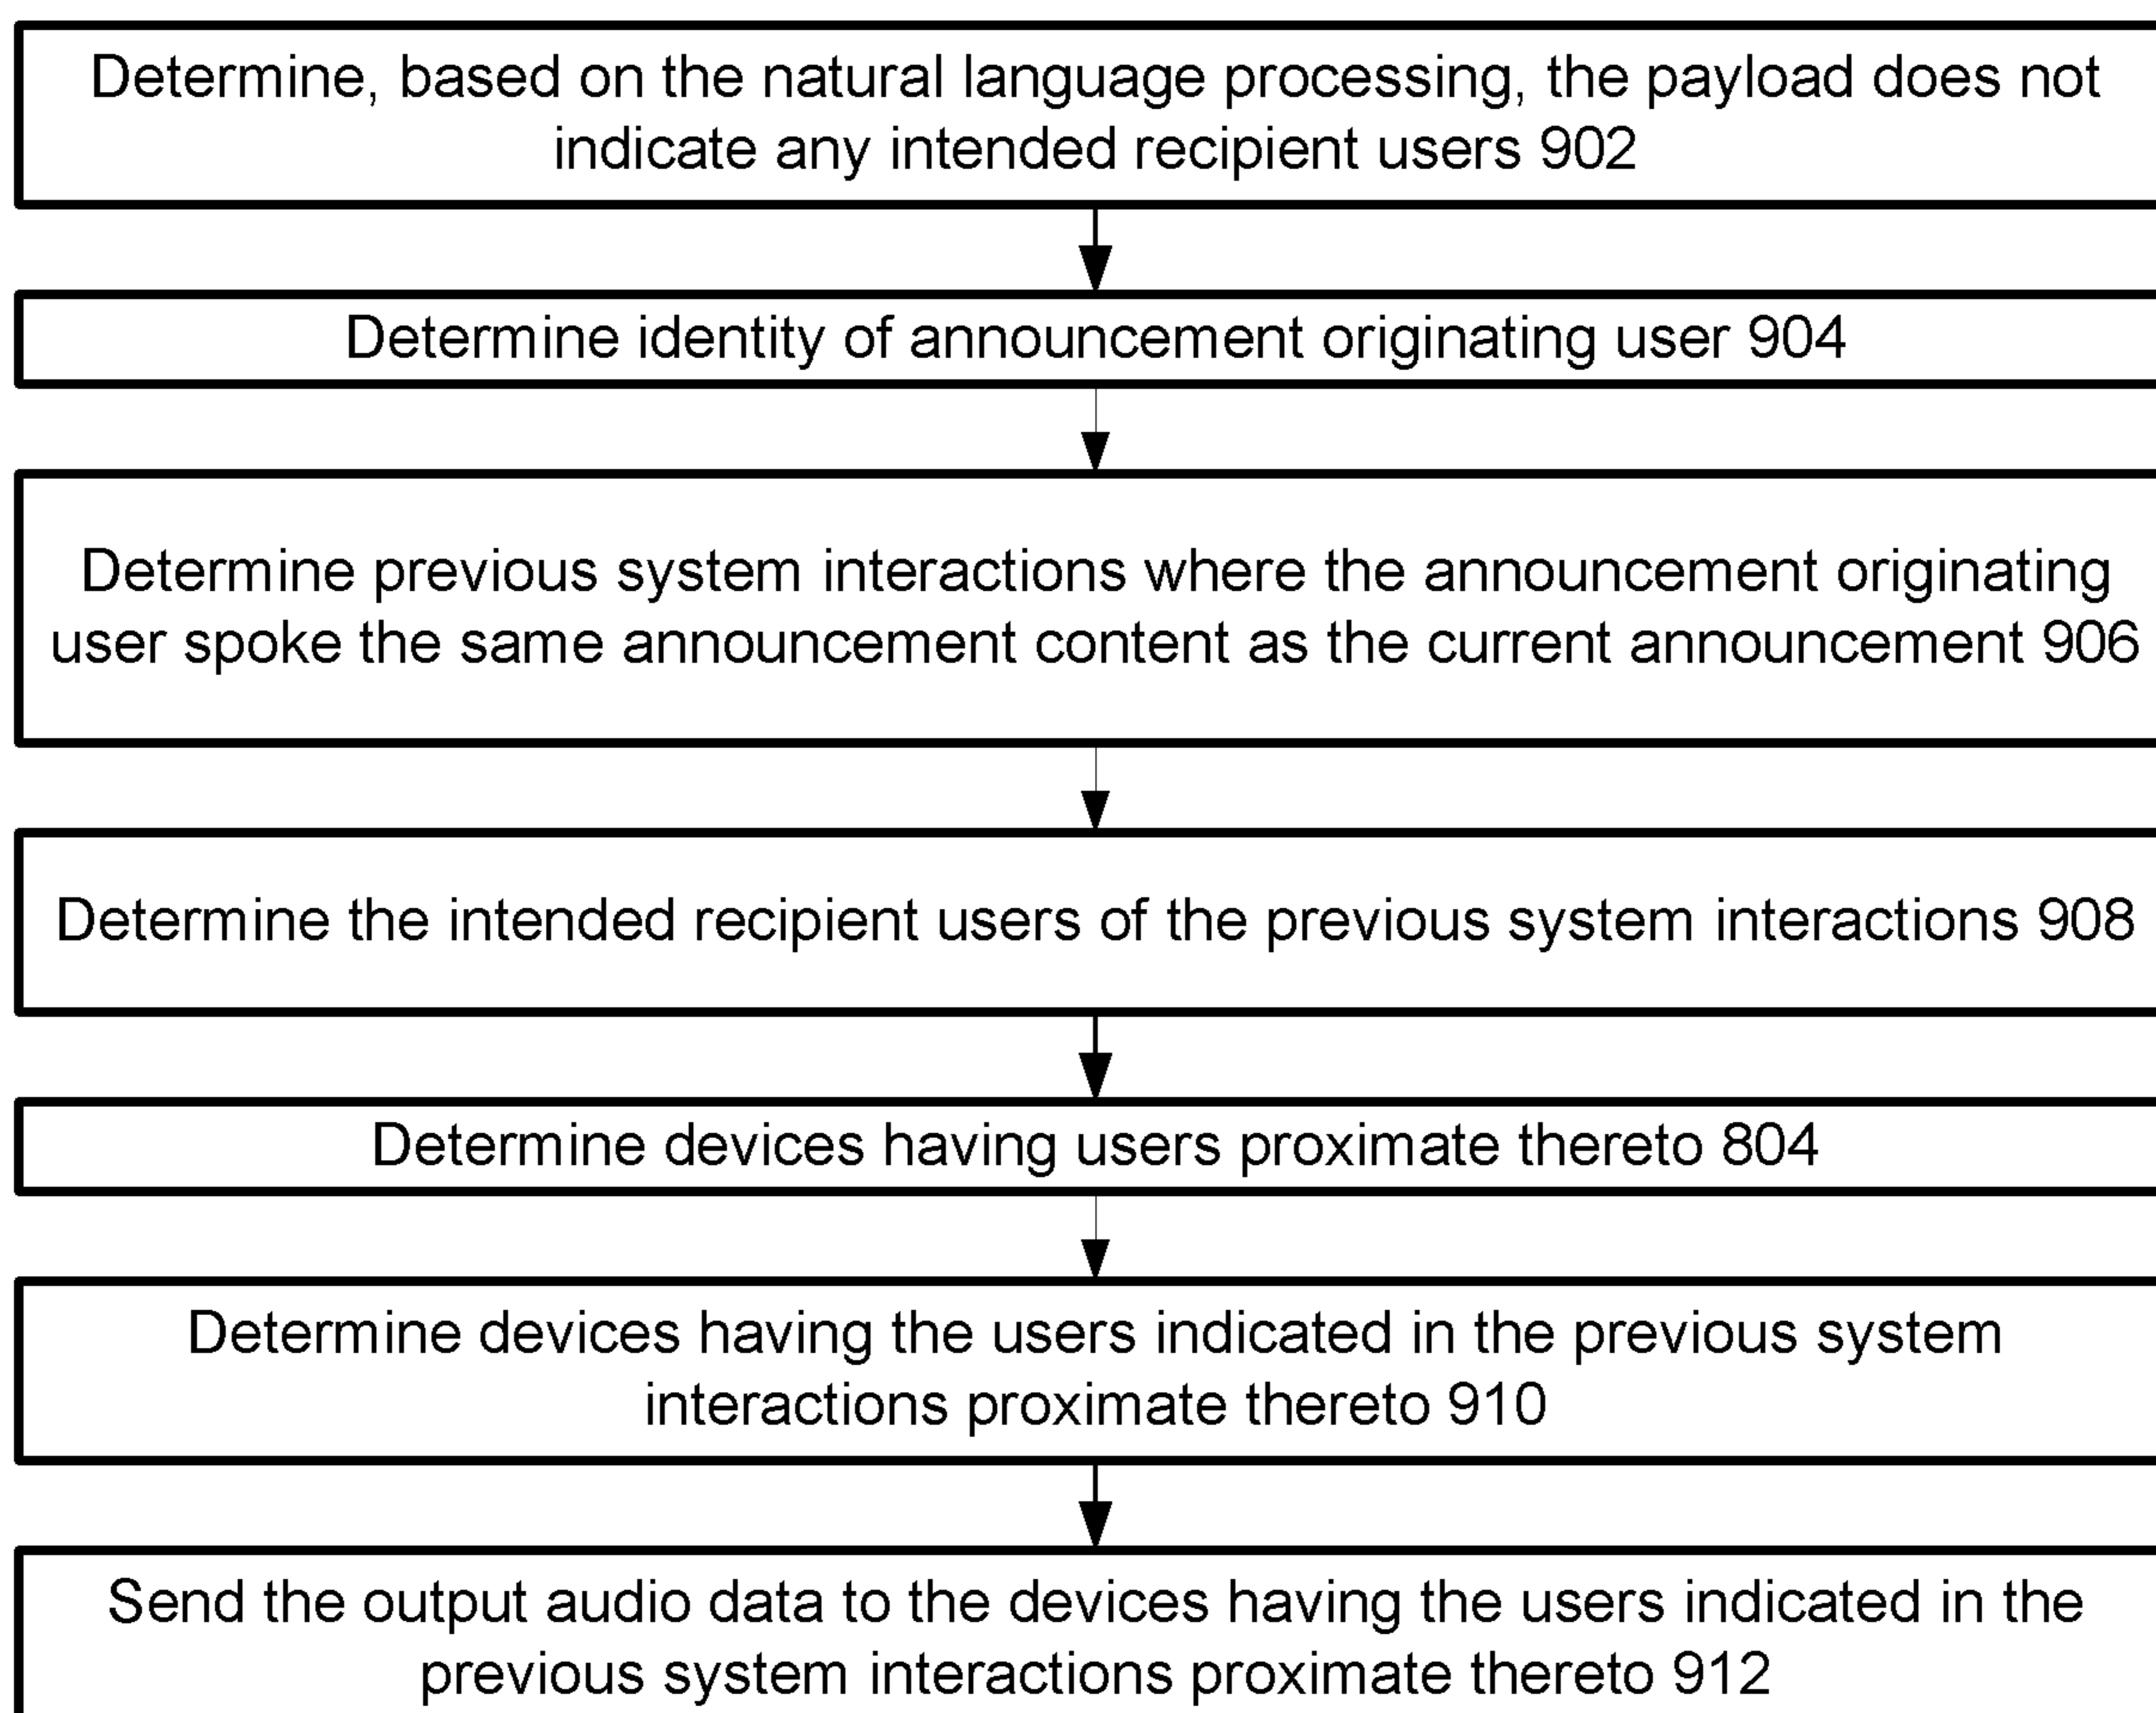 Determine, based on the natural language processing, the payload does not
indicate any intended recipient users 902
Determine identity of announcement originating user 904
Determine previous system interactions where the announcement originating
user spoke the same announcement content as the current announcement 906
Determine the intended recipient users of the previous system interactions 908
Determine devices having users proximate thereto 804
Determine devices having the users indicated in the previous system
interactions proximate thereto 910
Send the output audio data to the devices having the users indicated in the
previous system interactions proximate thereto 912